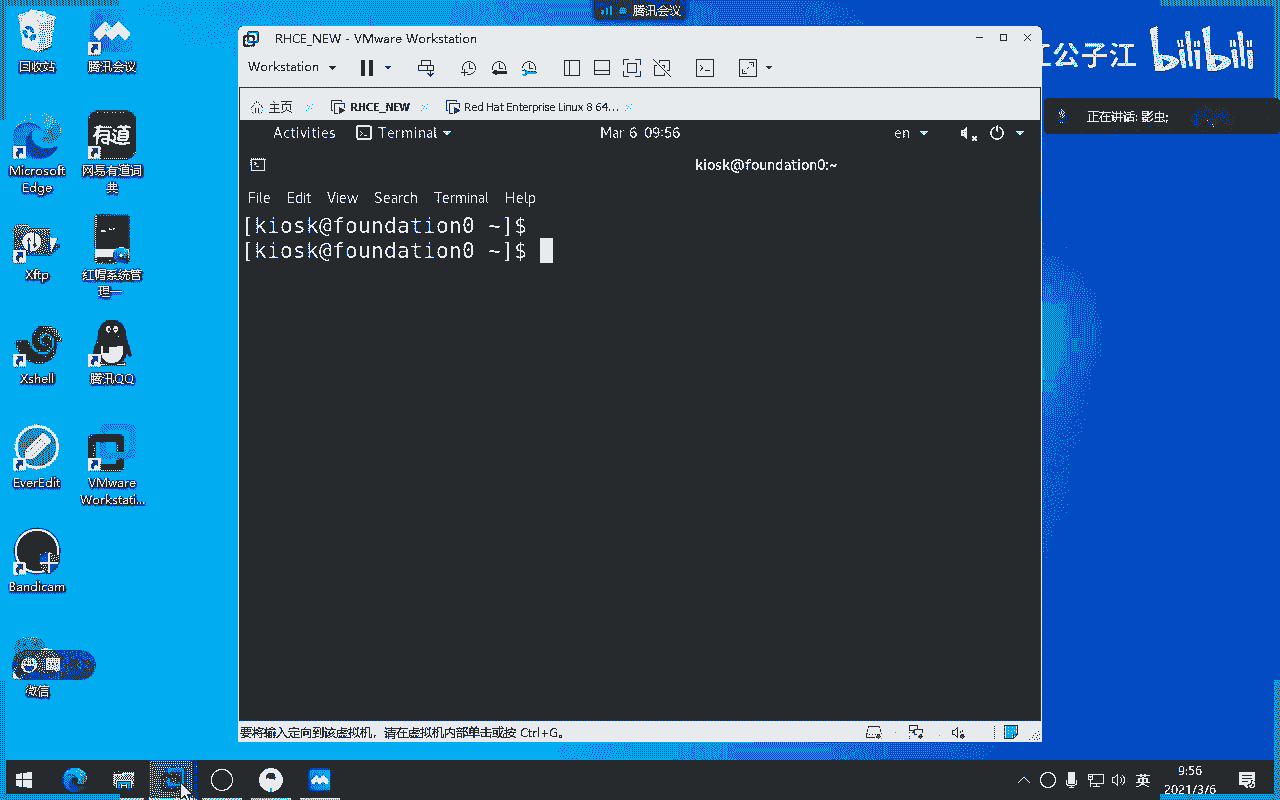 腾讯会议
回收站
腾讯会议
Microsoft
Edge
有道
网易有道词
典
Xftp
红帽系统管
理一
Xshell
腾讯QQ
EverEdit
VMware
Workstati...
Bandicam
微信
RHCE_NEW - VMware Workstation
Workstation
主页
RHCE_NEW
Red Hat Enterprise Linux 8 64...
Activities
Terminal
Mar 6 09:56
en
kiosk@foundation0:~
File Edit View Search Terminal Help
[kiosk@foundation0 ~]$
[kiosk@foundation0 ~]$
要将输入定向到该虚拟机，请在虚拟机内部单击或按 Ctrl+G。
公子江
bilibili
正在讲话: 影虫;
英
9:56
2021/3/6